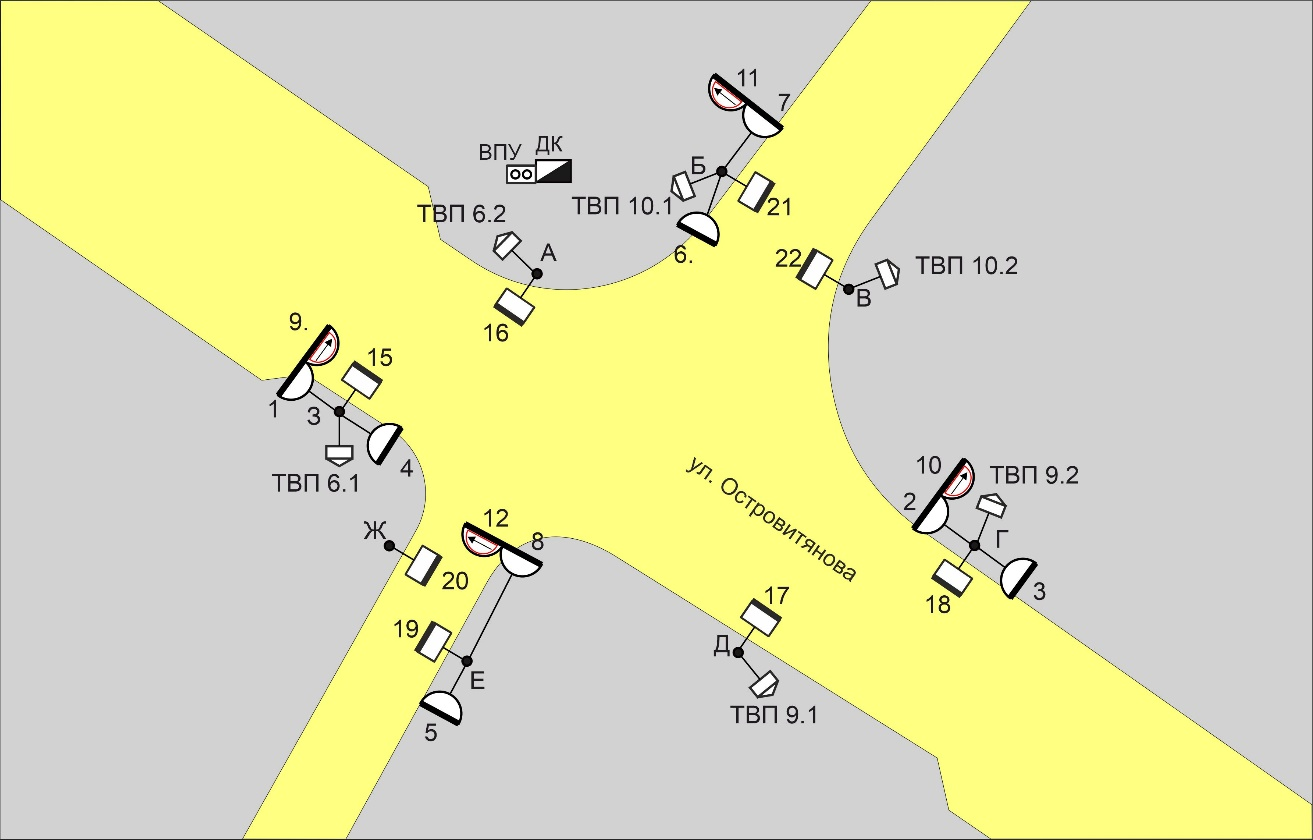 11
7
ВПУ
ДК
Б
ТВП 10.1
21
ТВП 6.2
А
6.
22
В
ТВП 10.2
16
9.
15
1
З
4
ТВП 6.1
10
ТВП 9.2
2
Г
3
18
ул. Островитянова
Ж
12
8
20
19
Е
5
17
Д
ТВП 9.1